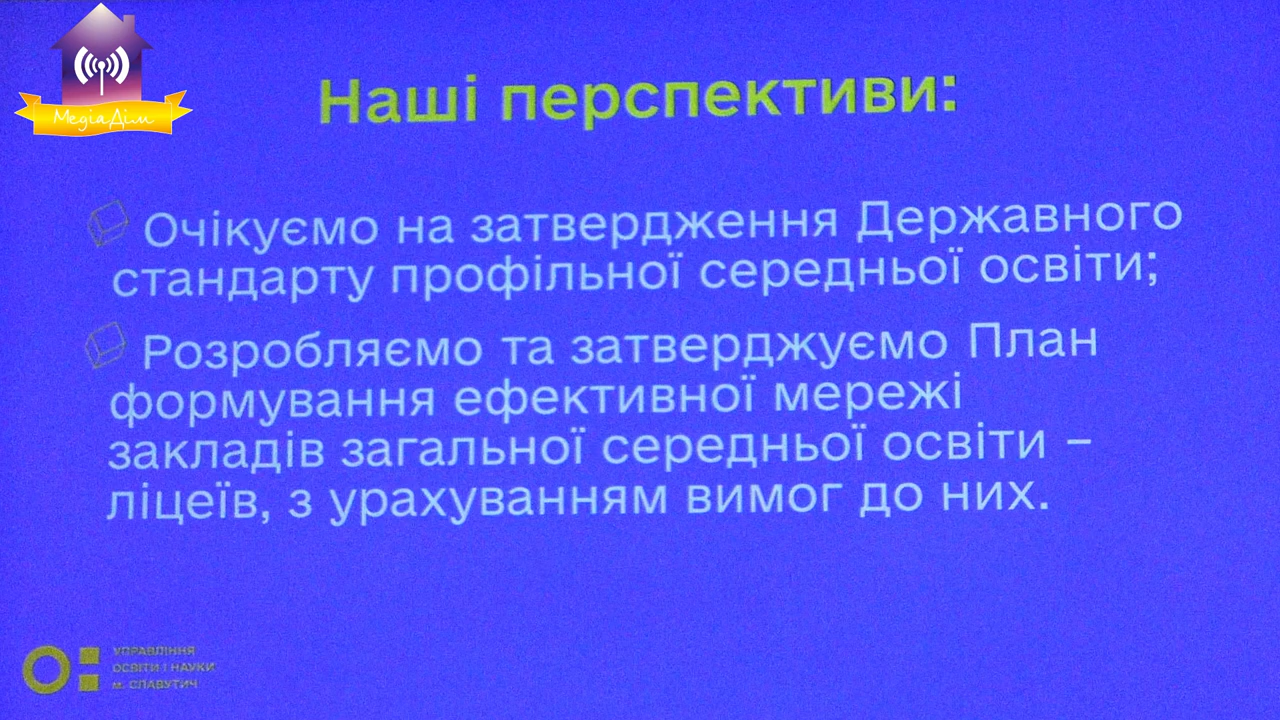 МедіаДім
Наші перспективи:
Очікуємо на затвердження Державного
стандарту профільної середньої освіти;
Розробляємо та затверджуємо План
формування ефективної мережі
закладів загальної середньої освіти –
ліцеїв, з урахуванням вимог до них.
УПРАВЛІННЯ
ОСВІТИ І НАУКИ
м. СЛАВУТИЧ